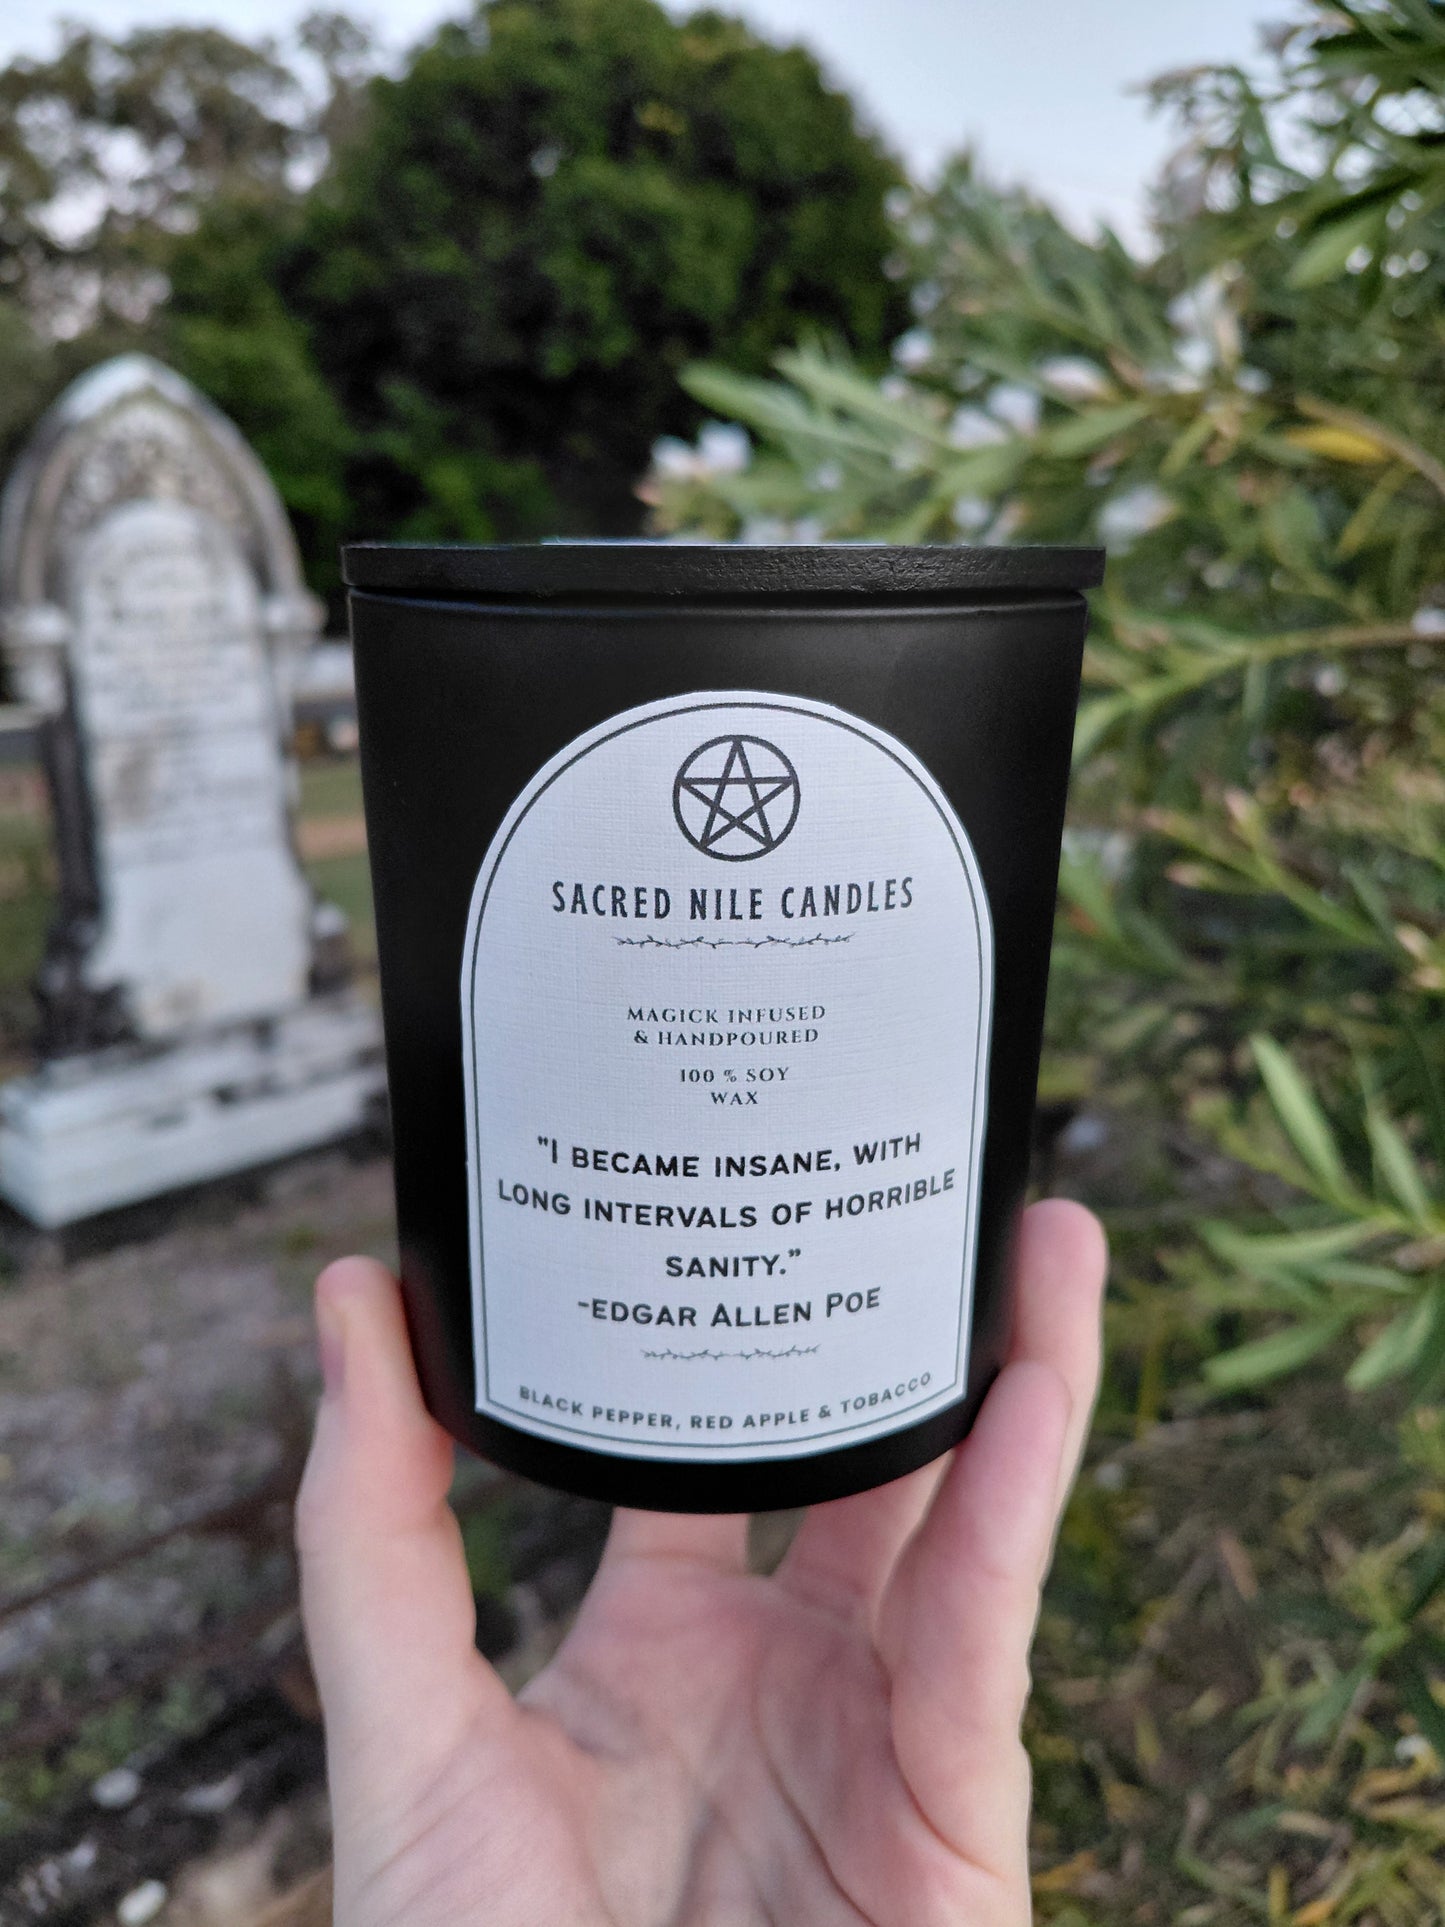 SACRED NILE CANDLES
MAGICK INFUSED
& HANDPOURED
100 % SOY
WAX
"I BECAME INSANE, WITH
LONG INTERVALS OF HORRIBLE
SANITY."
-EDGAR ALLEN POE
BLACK PEPPER, RED APPLE & TOBACCO